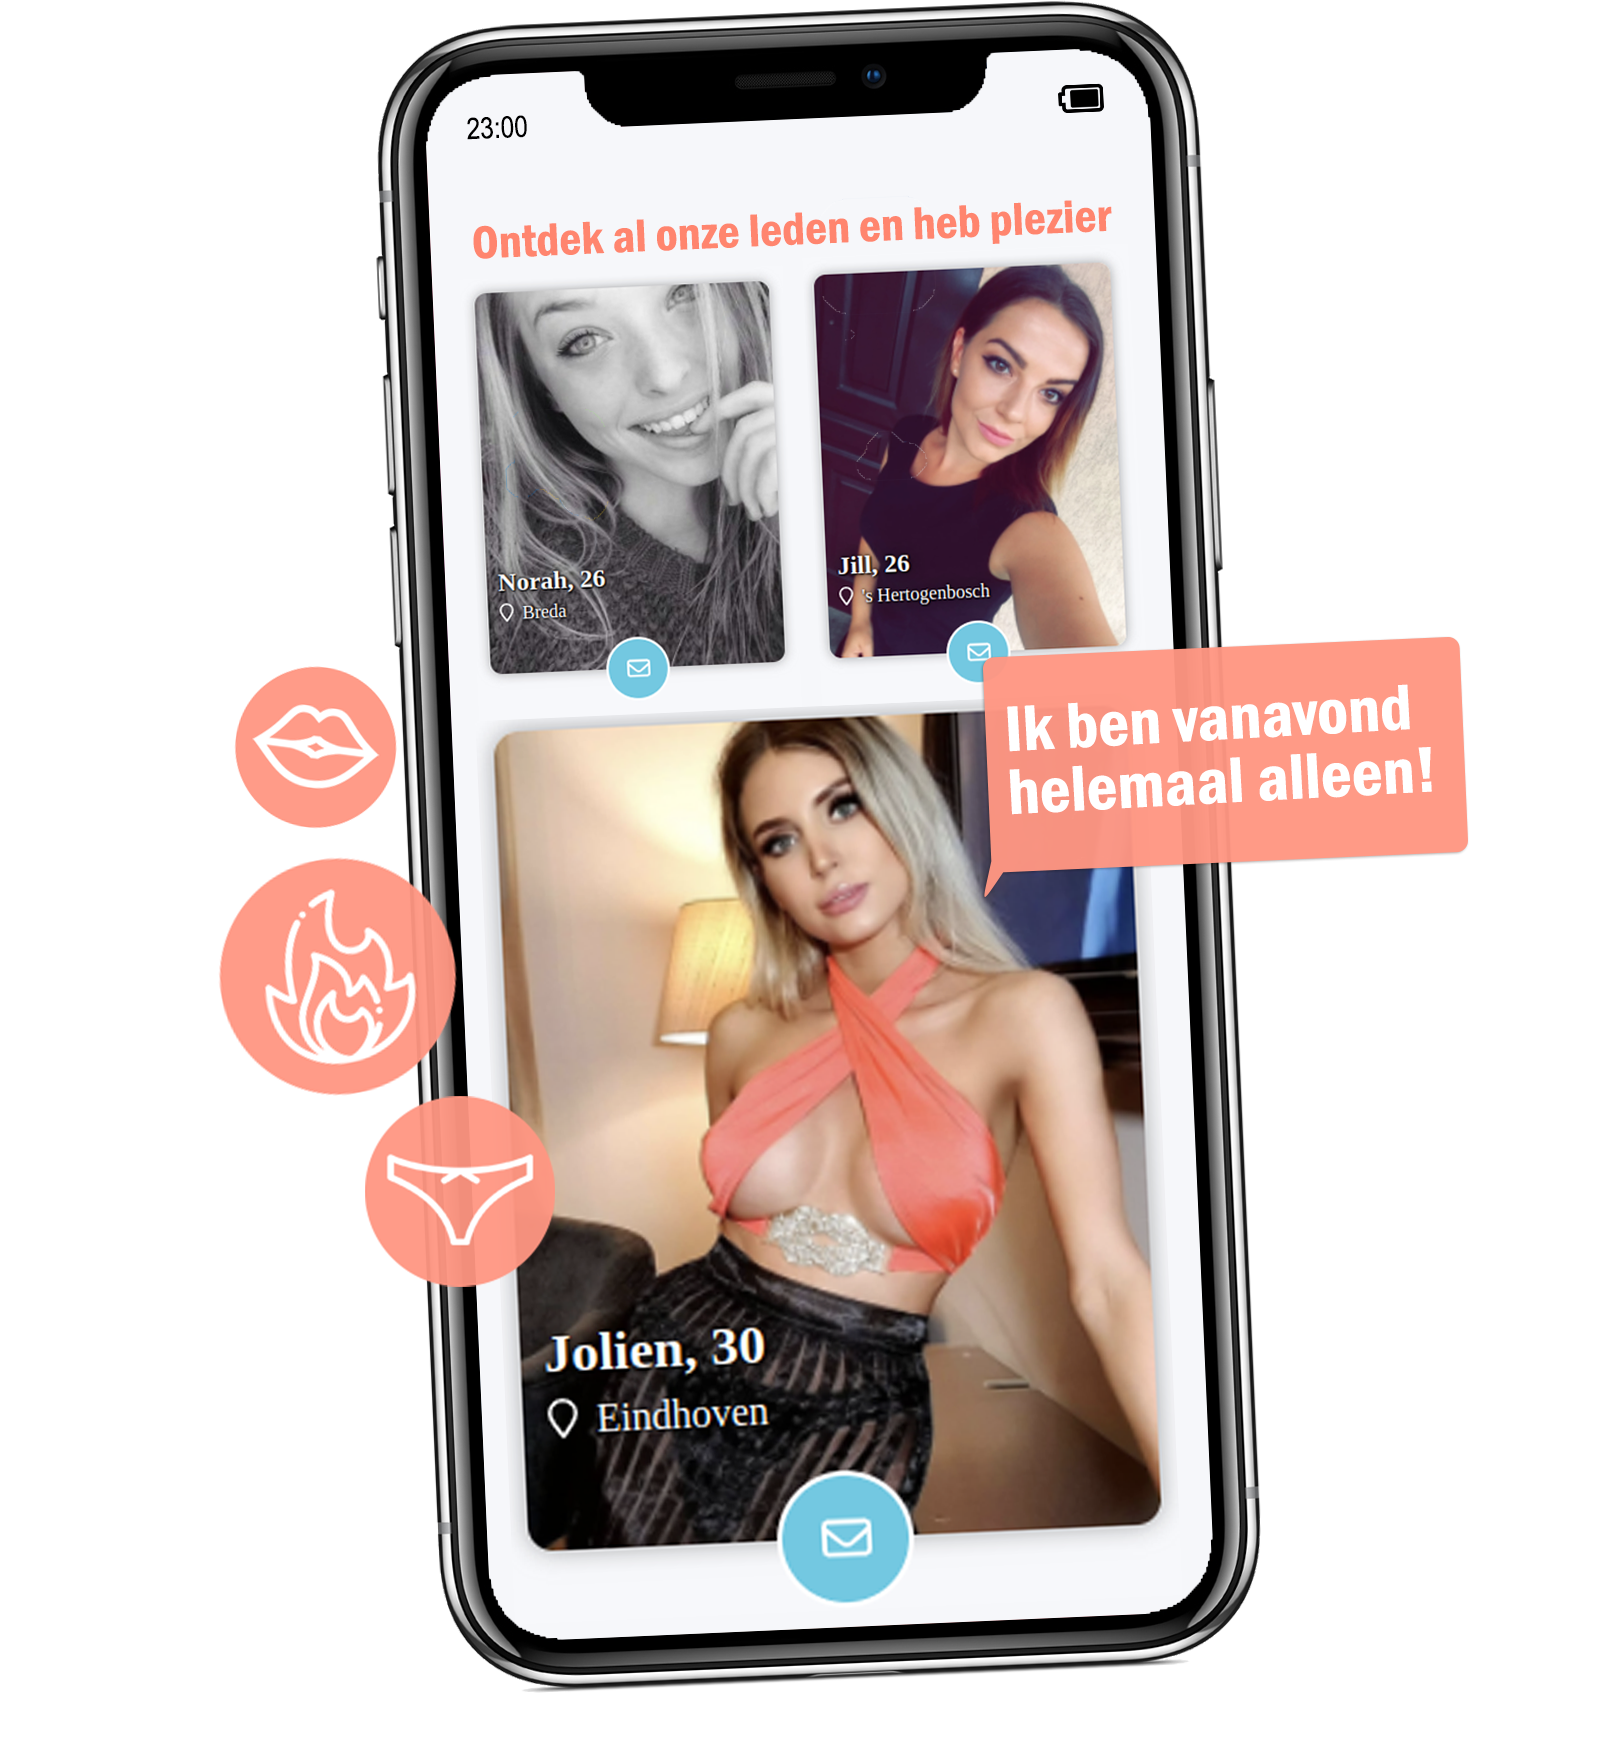 23:00
Ontdek al onze leden en heb plezier
Norah, 26
Breda
Jill, 26
's Hertogenbosch
Ik ben vanavond
helemaal alleen!
Jolien, 30
Eindhoven